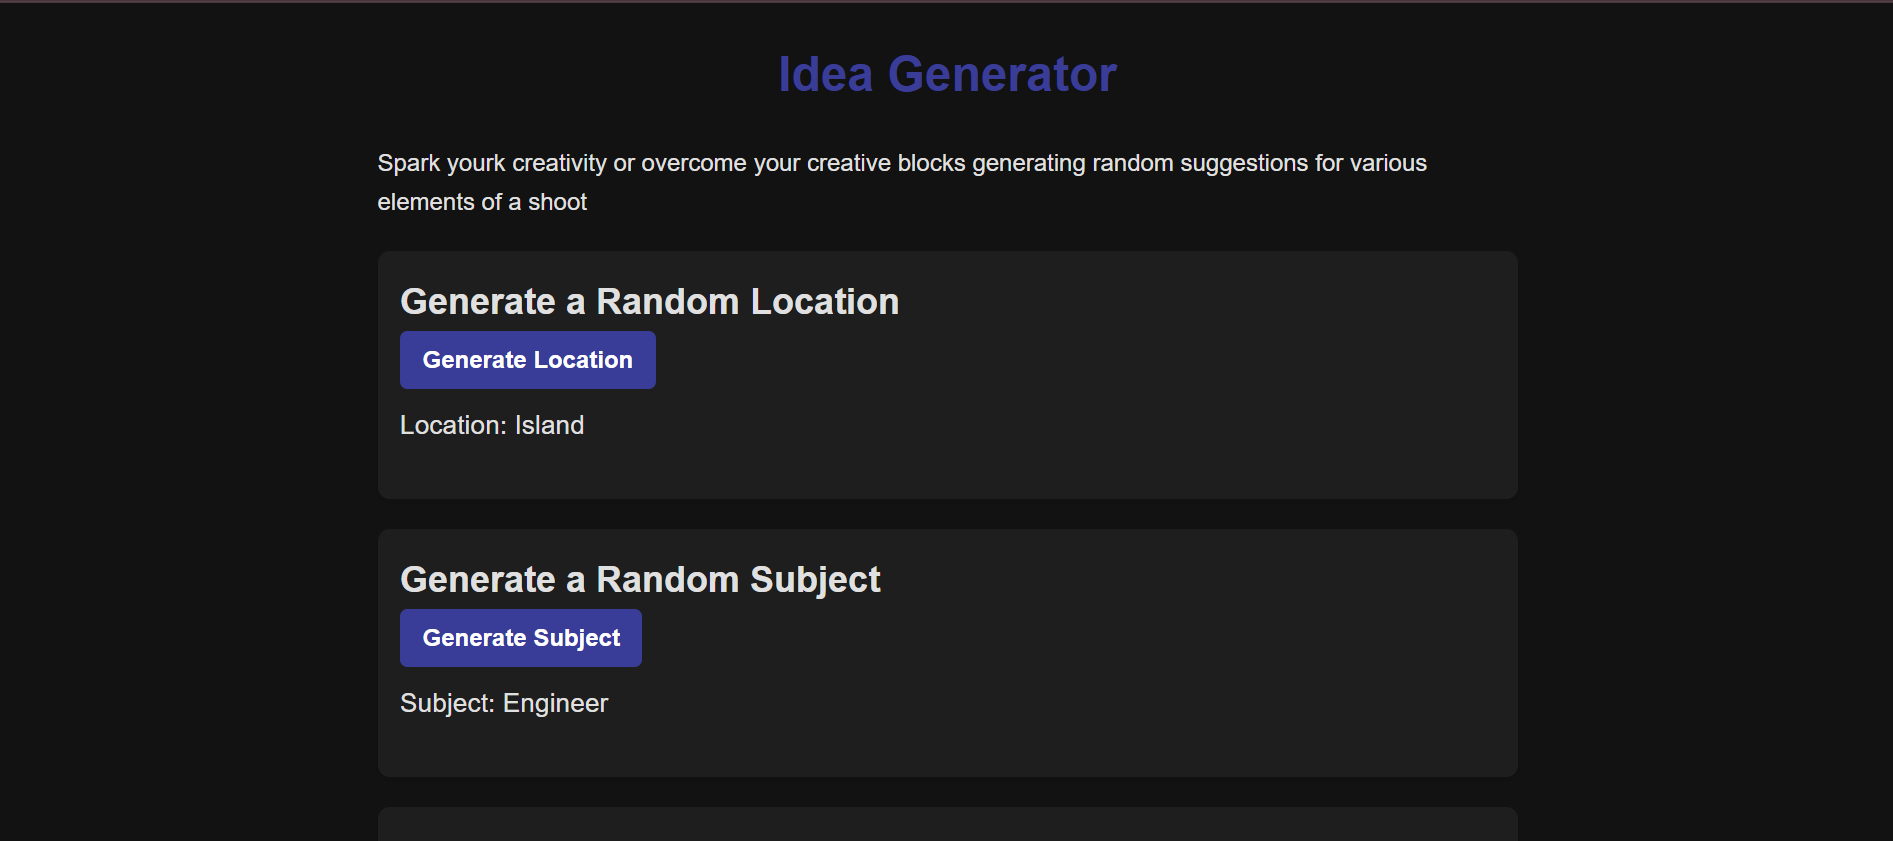 Idea Generator
Spark yourk creativity or overcome your creative blocks generating random suggestions for various
elements of a shoot
Generate a Random Location
Generate Location
Location: Island
Generate a Random Subject
Generate Subject
Subject: Engineer